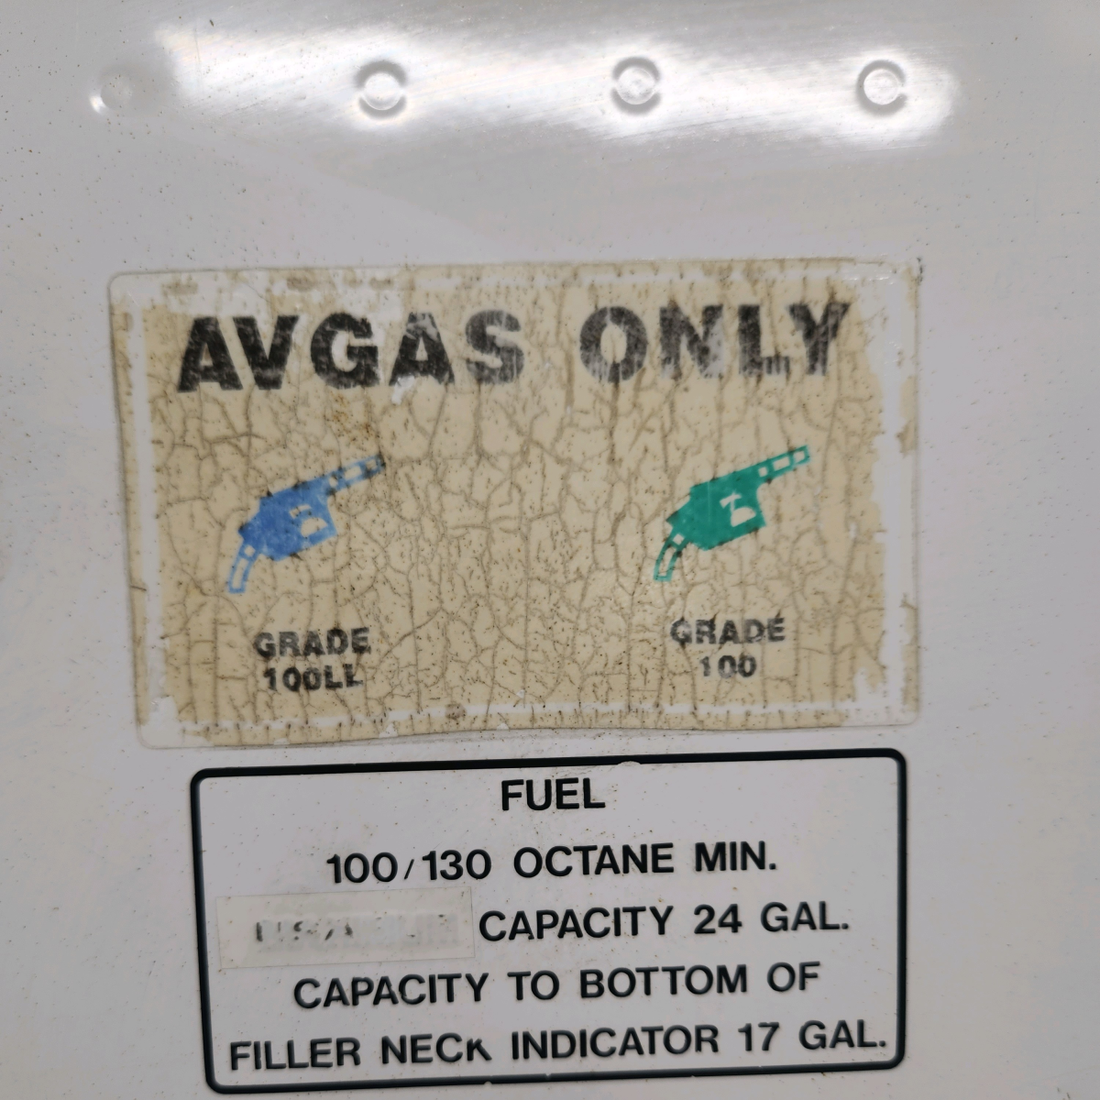 AVGAS ONLY
GRADE
100LL
GRADE
100
FUEL
100/130 OCTANE MIN.
CAPACITY 24 GAL.
CAPACITY TO BOTTOM OF
FILLER NECK INDICATOR 17 GAL.